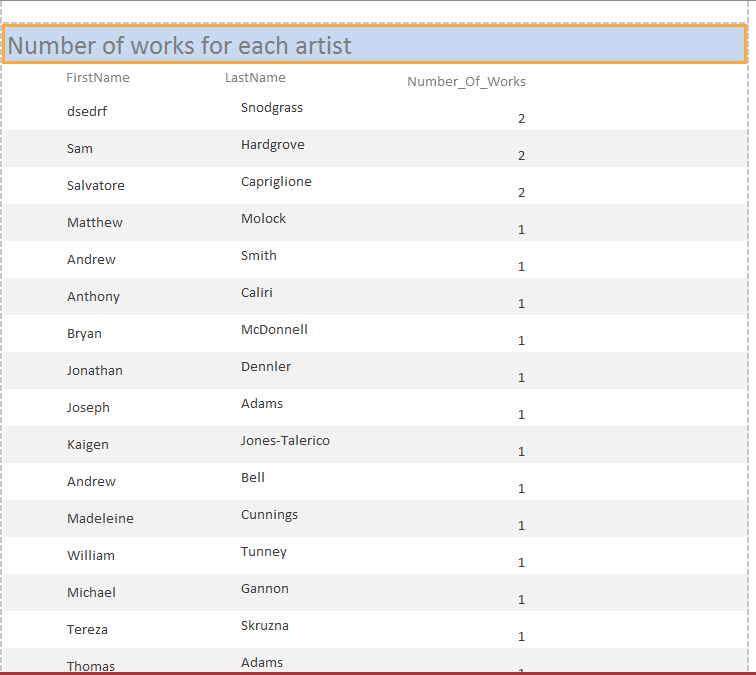 Number of works for each artist
FirstName LastName Number_Of_Works
dsedrf Snodgrass 2
Sam Hardgrove 2
Salvatore Capriglione 2
Matthew Molock 1
Andrew Smith 1
Anthony Caliri 1
Bryan McDonnell 1
Jonathan Dennler 1
Joseph Adams 1
Kaigen Jones-Talerico 1
Andrew Bell 1
Madeleine Cunnings 1
William Tunney 1
Michael Gannon 1
Tereza Skruzna 1
Thomas Adams